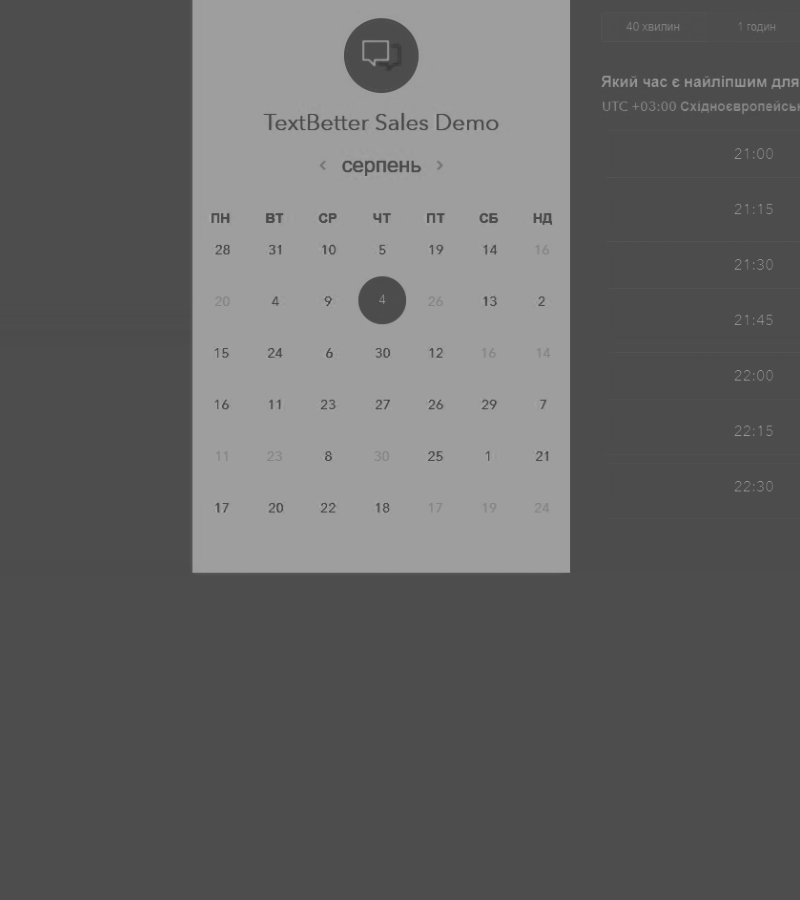 TextBetter Sales Demo
серпень
ПН ВТ СР ЧТ ПТ СБ НД
28 31 10 5 19 14 16
20 4 9 4 26 13 2
15 24 6 30 12 16 14
16 11 23 27 26 29 7
11 23 8 30 25 1 21
17 20 22 18 17 19 24
40 хвилин 1 годин
Який час є найліпшим для
UTC +03:00 Східноєвропейськ
21:00
21:15
21:30
21:45
22:00
22:15
22:30